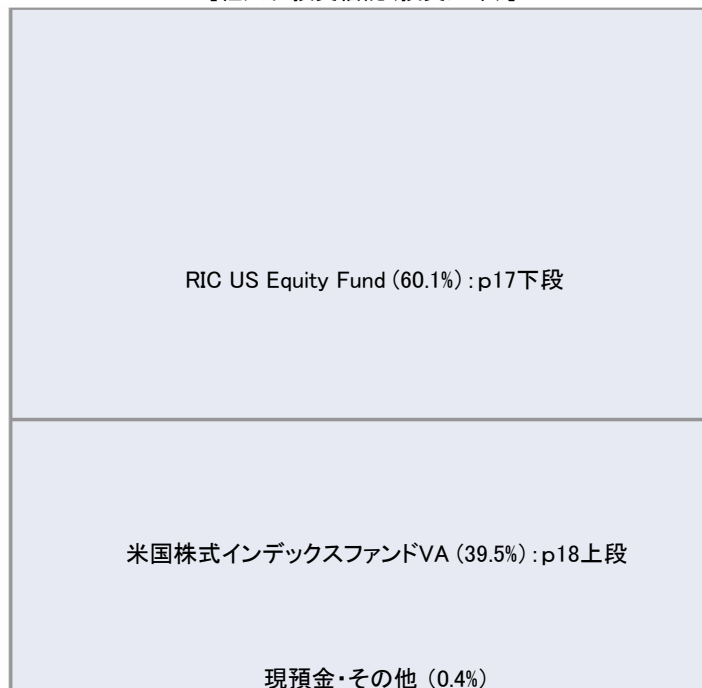 RIC US Equity Fund (60.1%) : p17下段
米国株式インデックスファンドVA (39.5%) : p18上段
現預金・その他 (0.4%)